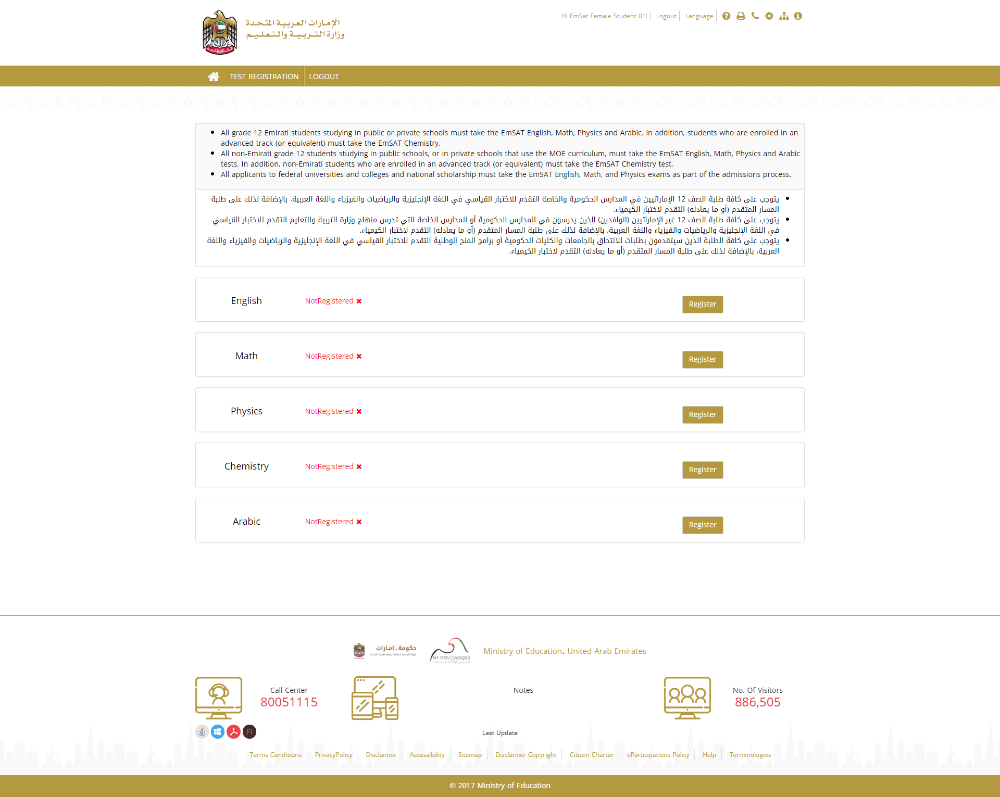 الإمارات العربية المتحدة
وزارة التربية والتعليم
Hi EmSat Female Student 01! Logout Language
TEST REGISTRATION LOGOUT
All grade 12 Emirati students studying in public or private schools must take the EmSAT English, Math, Physics and Arabic. In addition, students who are enrolled in an
advanced track (or equivalent) must take the EmSAT Chemistry.
All non-Emirati grade 12 students studying in public schools, or in private schools that use the MOE curriculum, must take the EmSAT English, Math, Physics and Arabic
tests. In addition, non-Emirati students who are enrolled in an advanced track (or equivalent) must take the EmSAT Chemistry test.
All applicants to federal universities and colleges and national scholarship must take the EmSAT English, Math, and Physics exams as part of the admissions process.
يتوجب على كافة طلبة الصف 12 الإماراتيين في المدارس الحكومية والخاصة التقدم للاختبار القياسي في اللغة الإنجليزية والرياضيات والفيزياء واللغة العربية، بالإضافة لذلك على طلبة
المسار المتقدم (أو ما يعادله) التقدم لاختبار الكيمياء.
يتوجب على كافة طلبة الصف 12 غير الإماراتيين (الوافدين) الذين يدرسون في المدارس الحكومية أو المدارس الخاصة التي تدرس منهاج وزارة التربية والتعليم التقدم للاختبار القياسي
في اللغة الإنجليزية والرياضيات والفيزياء واللغة العربية، بالإضافة لذلك على طلبة المسار المتقدم (أو ما يعادله) التقدم لاختبار الكيمياء.
يتوجب على كافة الطلبة الذين سيتقدمون بطلبات للالتحاق بالجامعات والكليات الحكومية أو برامج المنح الوطنية التقدم للاختبار القياسي في اللغة الإنجليزية والرياضيات والفيزياء واللغة
العربية، بالإضافة لذلك على طلبة المسار المتقدم (أو ما يعادله) التقدم لاختبار الكيمياء.
English NotRegistered Register
Math NotRegistered Register
Physics NotRegistered Register
Chemistry NotRegistered Register
Arabic NotRegistered Register
حكومة . امارات
MY GOV حكومتي
Ministry of Education. United Arab Emirates
Call Center
80051115
Notes
No. Of Visitors
886,505
Last Update
Terms Conditions PrivacyPolicy Disclaimer Accessibility Sitemap Disclaimer Copyright Citizen Charter eParticipations Policy Help Terminologies
© 2017 Ministry of Education